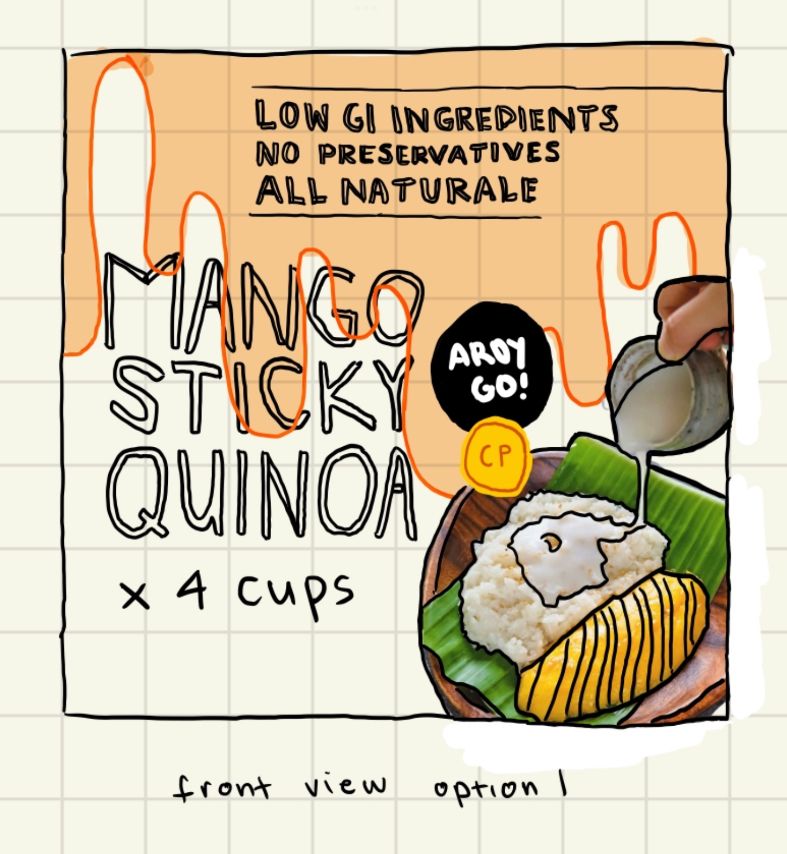 LOW GI INGREDIENTS
NO PRESERVATIVES
ALL NATURALE
MANGO
STICKY
QUINOA
x 4 cups
AROY
GO!
CP
front view option 1